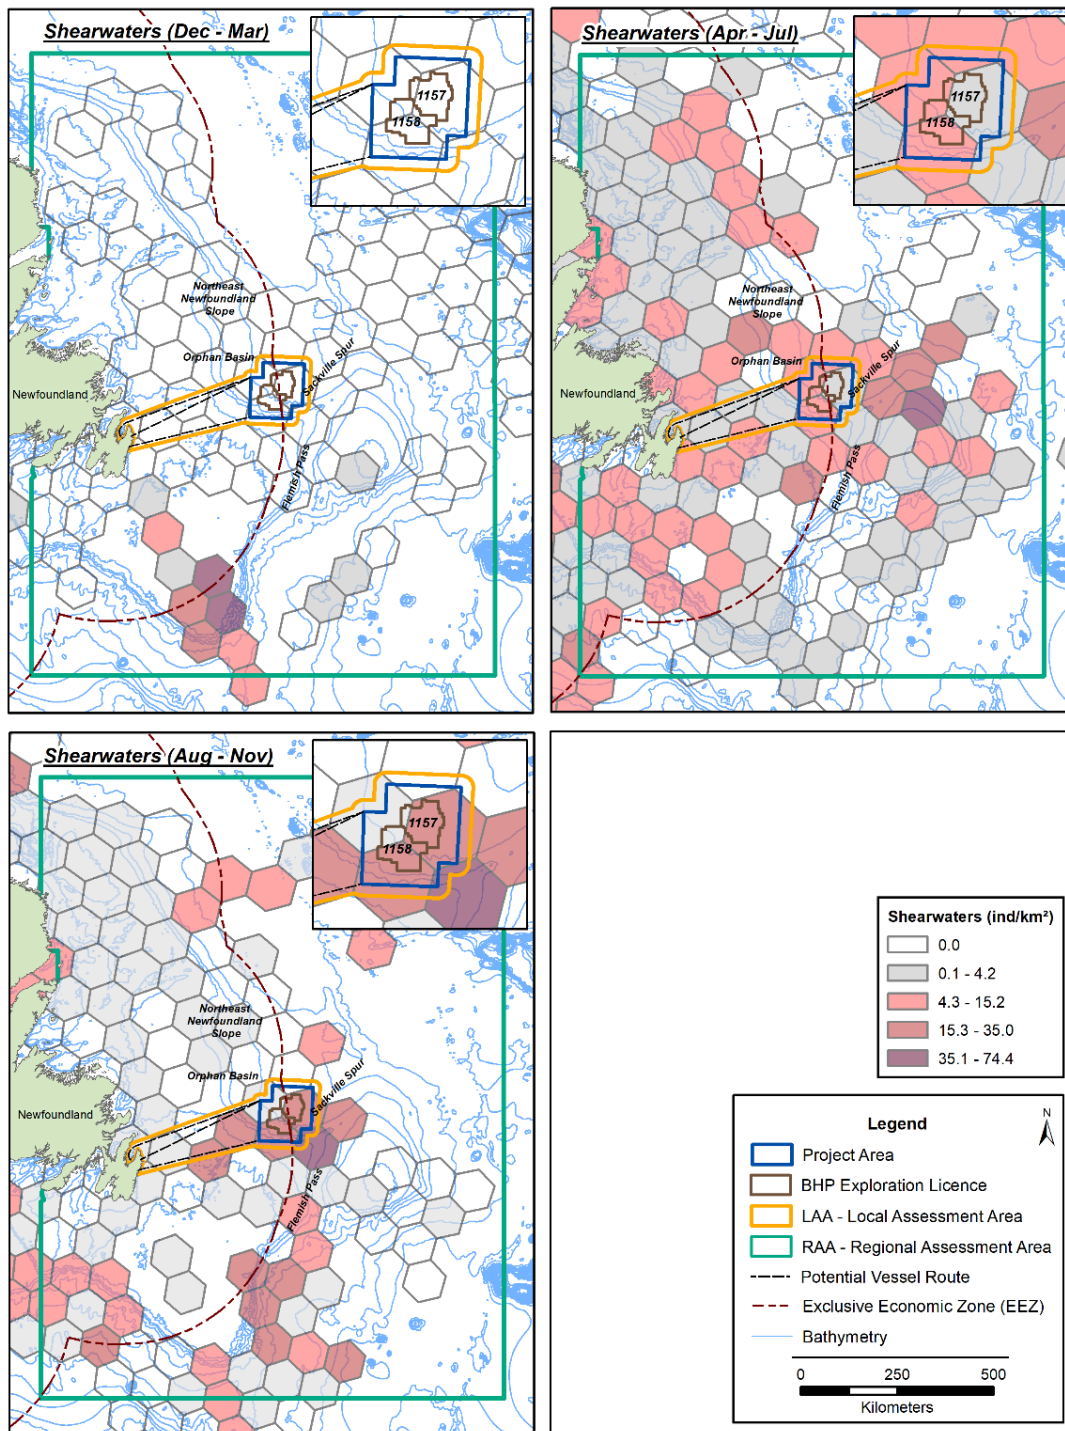 Shearwaters (Dec - Mar)
1157
1158
Northeast
Newfoundland
Slope
Orphan Basin
Sackville Spur
Newfoundland
Flemish Pass
Shearwaters (Apr - Jul)
1157
1158
Northeast
Newfoundland
Slope
Orphan Basin
Sackville Spur
Newfoundland
Flemish Pass
Shearwaters (Aug - Nov)
1157
1158
Northeast
Newfoundland
Slope
Orphan Basin
Sackville Spur
Newfoundland
Flemish Pass
Shearwaters (ind/km²)
0.0
0.1 - 4.2
4.3 - 15.2
15.3 - 35.0
35.1 - 74.4
Legend
N
Project Area
BHP Exploration Licence
LAA - Local Assessment Area
RAA - Regional Assessment Area
Potential Vessel Route
Exclusive Economic Zone (EEZ)
Bathymetry
0 250 500
Kilometers